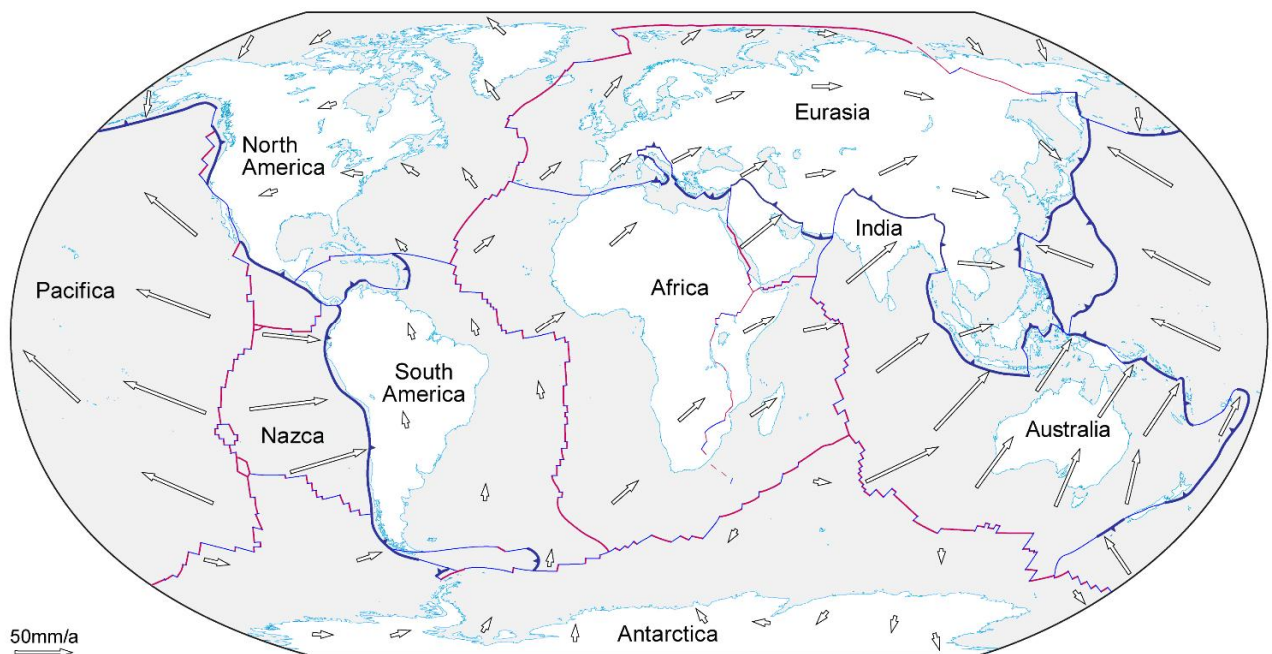 Eurasia
North
America
India
Pacifica
Africa
South
America
Nazca
Australia
Antarctica
50mm/a